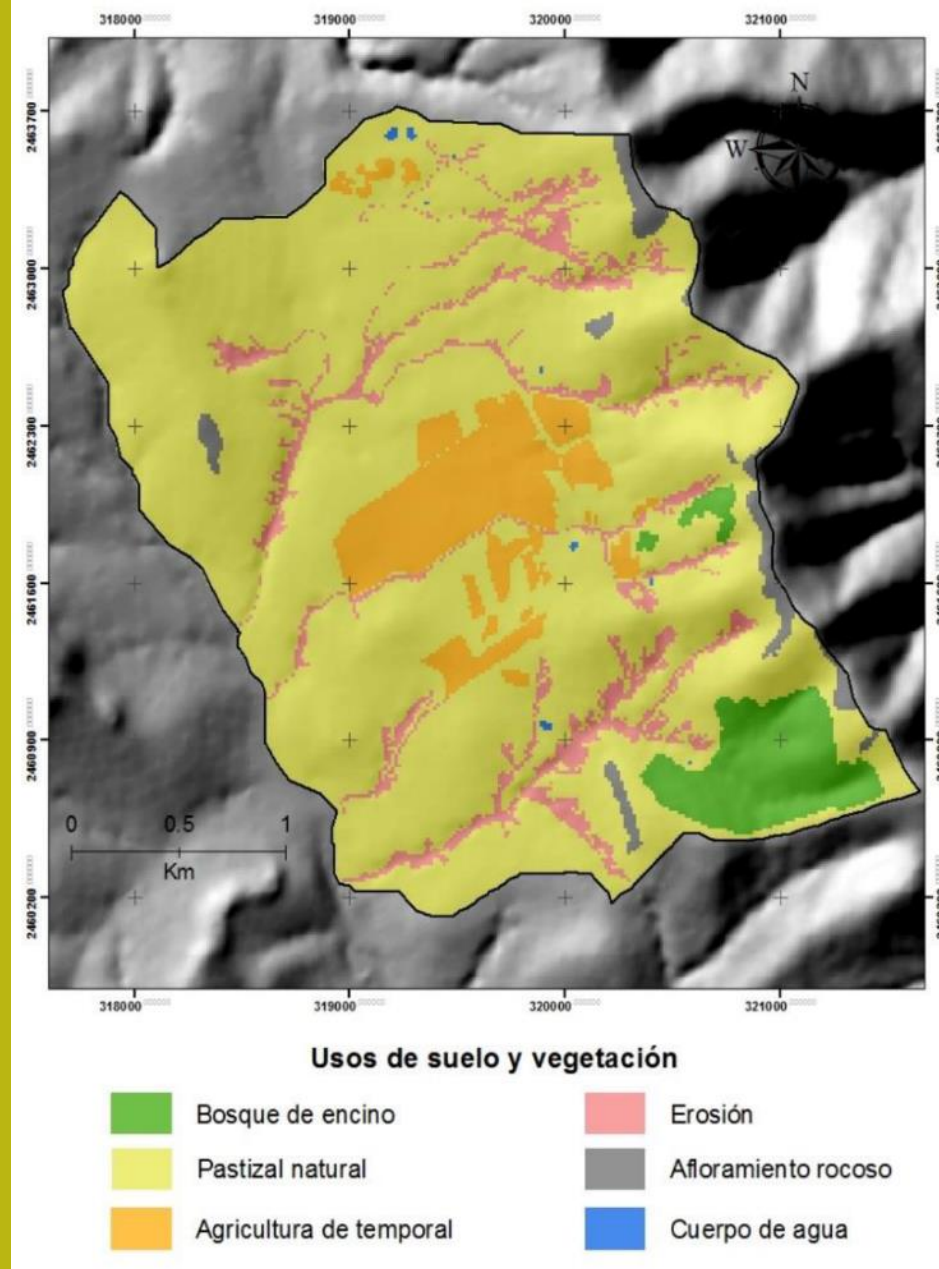 318000 319000 320000 321000
N
W
2463700
2463000
2462300
2461600
2460900
2460200
0 0.5 1
Km
318000 319000 320000 321000
Usos de suelo y vegetación
Bosque de encino
Erosión
Pastizal natural
Afloramiento rocoso
Agricultura de temporal
Cuerpo de agua